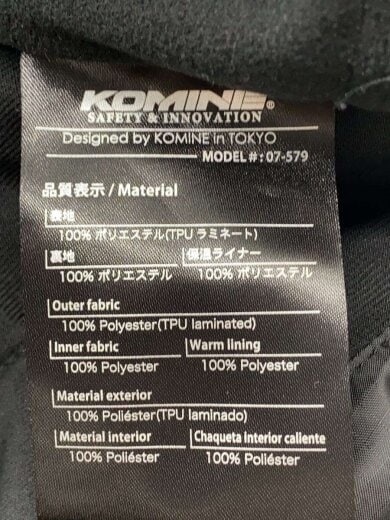 KOMINE®
SAFETY & INNOVATION
Designed by KOMINE in TOKYO
MODEL # : 07-579
品質表示 / Material
表地
100% ポリエステル(TPU ラミネート)
裏地 保温ライナー
100% ポリエステル 100% ポリエステル
Outer fabric
100% Polyester(TPU laminated)
Inner fabric Warm lining
100% Polyester 100% Polyester
Material exterior
100% Poliéster(TPU laminado)
Material interior Chaqueta interior caliente
100% Poliéster 100% Poliéster